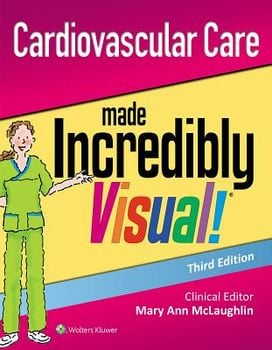 Cardiovascular Care
made
Incredibly
Visual!®
Third Edition
Clinical Editor
Mary Ann McLaughlin
Wolters Kluwer